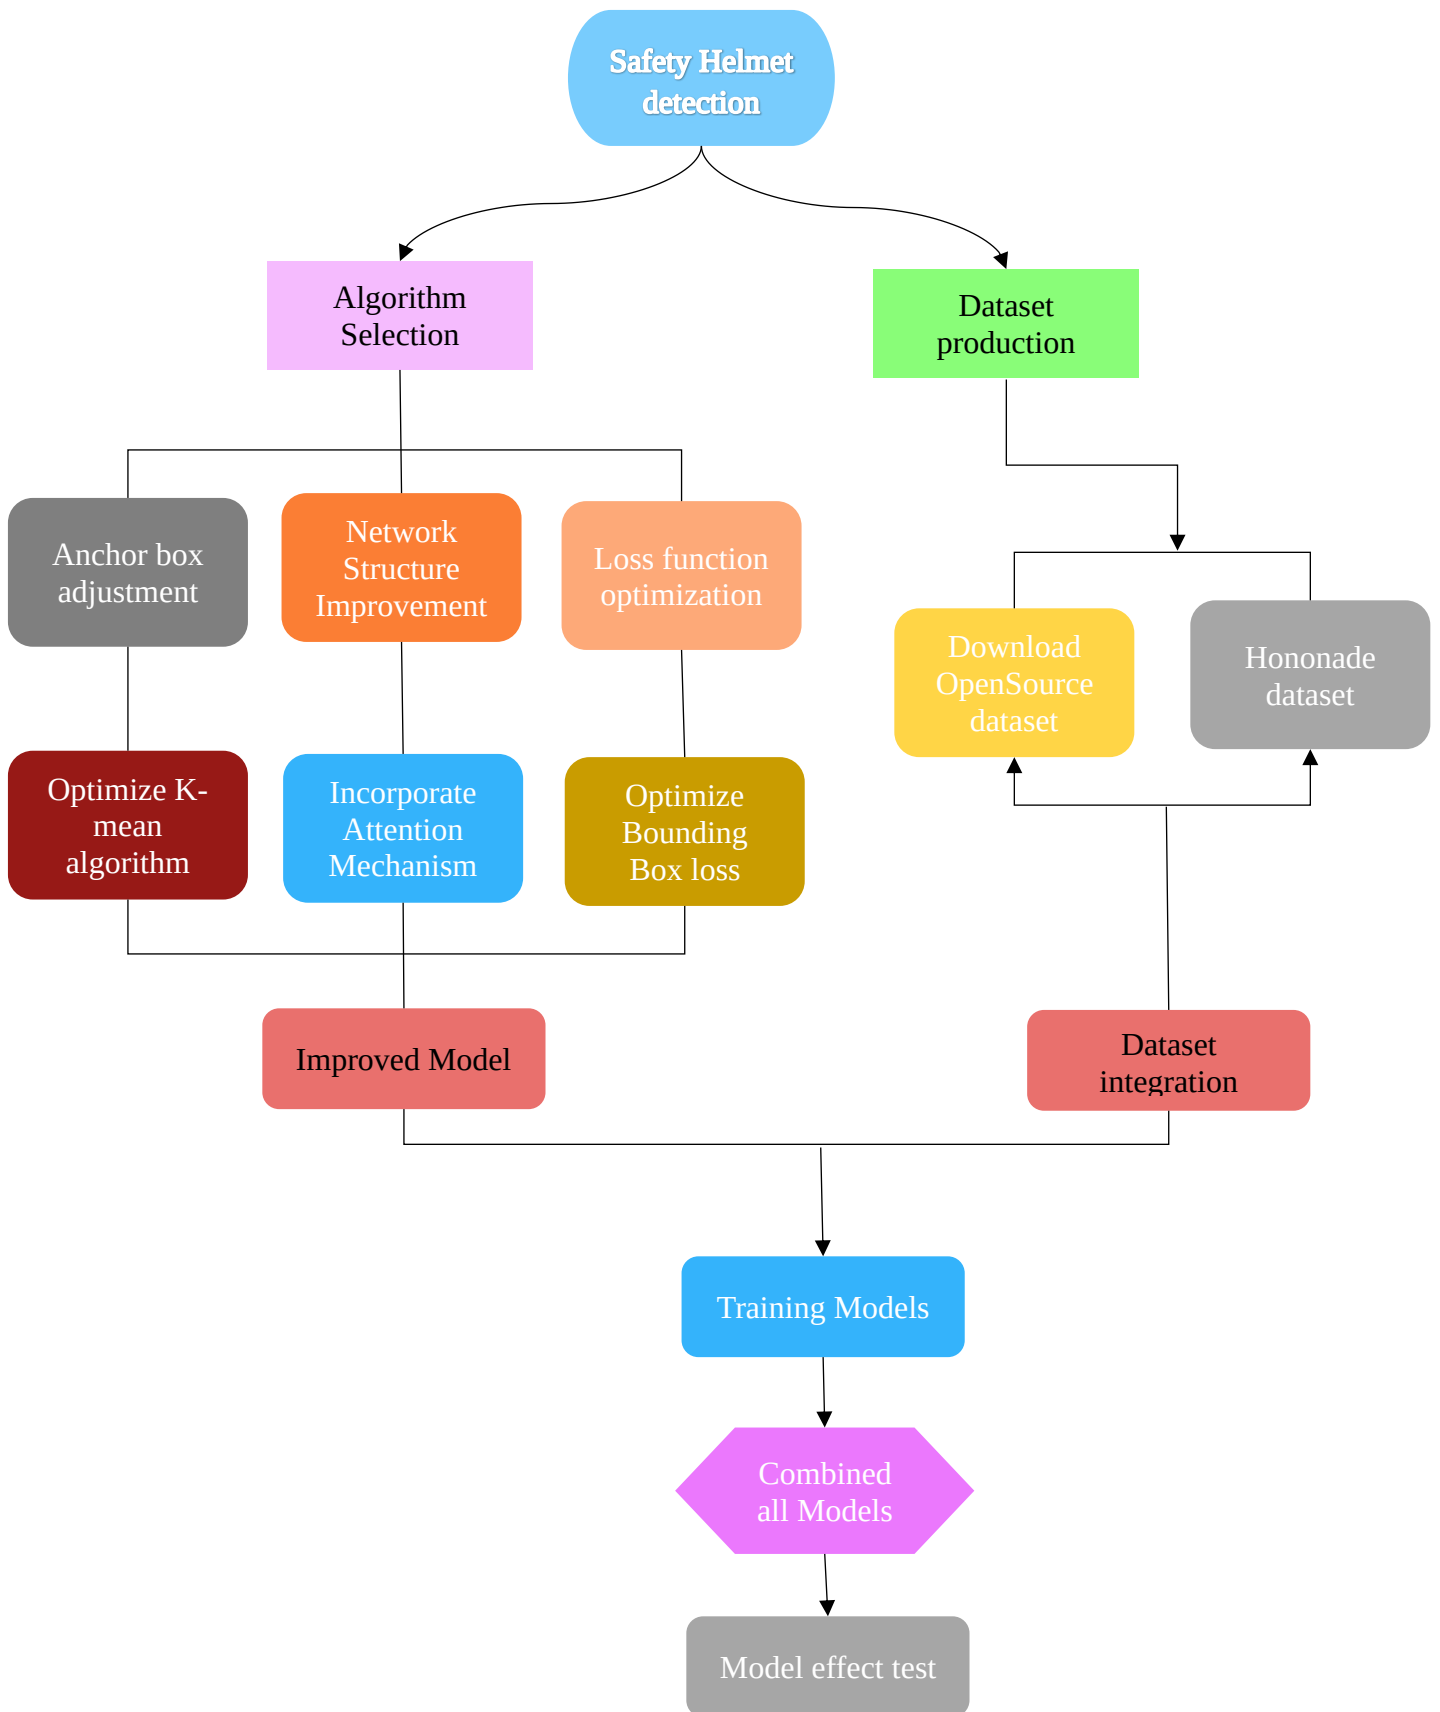 Safety Helmet
detection
Algorithm
Selection
Dataset
production
Anchor box
adjustment
Network
Structure
Improvement
Loss function
optimization
Download
OpenSource
dataset
Hononade
dataset
Optimize K-
mean
algorithm
Incorporate
Attention
Mechanism
Optimize
Bounding
Box loss
Improved Model
Dataset
integration
Training Models
Combined
all Models
Model effect test